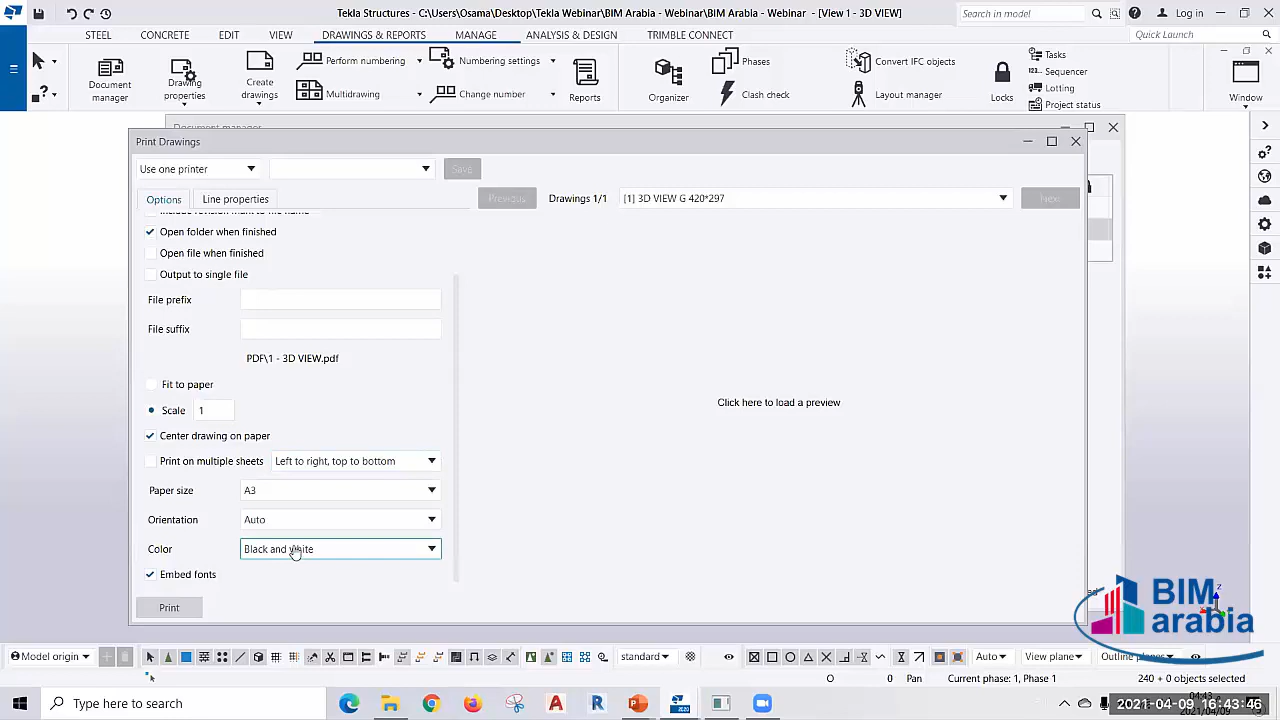 Tekla Structures - C:\Users\Osama\Desktop\Tekla Webinar\BIM Arabia - Webinar
- [View 1 - 3D
Search in model
Log in
STEEL CONCRETE EDIT VIEW DRAWINGS & REPORTS MANAGE ANALYSIS & DESIGN TRIMBLE CONNECT
Quick Launch
Document manager
Drawing properties
Create drawings
Perform numbering
Multidrawing
Numbering settings
Change number
Reports
Organizer
Phases
Clash check
Convert IFC objects
Layout manager
Locks
Tasks
Sequencer
Lotting
Project status
Window
Document manager
Print Drawings
Use one printer
Save
Options Line properties
Previous Drawings 1/1 [1] 3D VIEW G 420*297 Next
Include revision mark to file name
Open folder when finished
Open file when finished
Output to single file
File prefix
File suffix
PDF\1 - 3D VIEW.pdf
Fit to paper
Click here to load a preview
Scale 1
Center drawing on paper
Print on multiple sheets Left to right, top to bottom
Paper size A3
Orientation Auto
Color Black and white
Embed fonts
Print
BIM
arabia
Z
Model origin standard Auto View plane Outline planes
O 0 Pan Current phase: 1, Phase 1 240 + 0 objects selected
Type here to search
2021-04-09 16:43:46